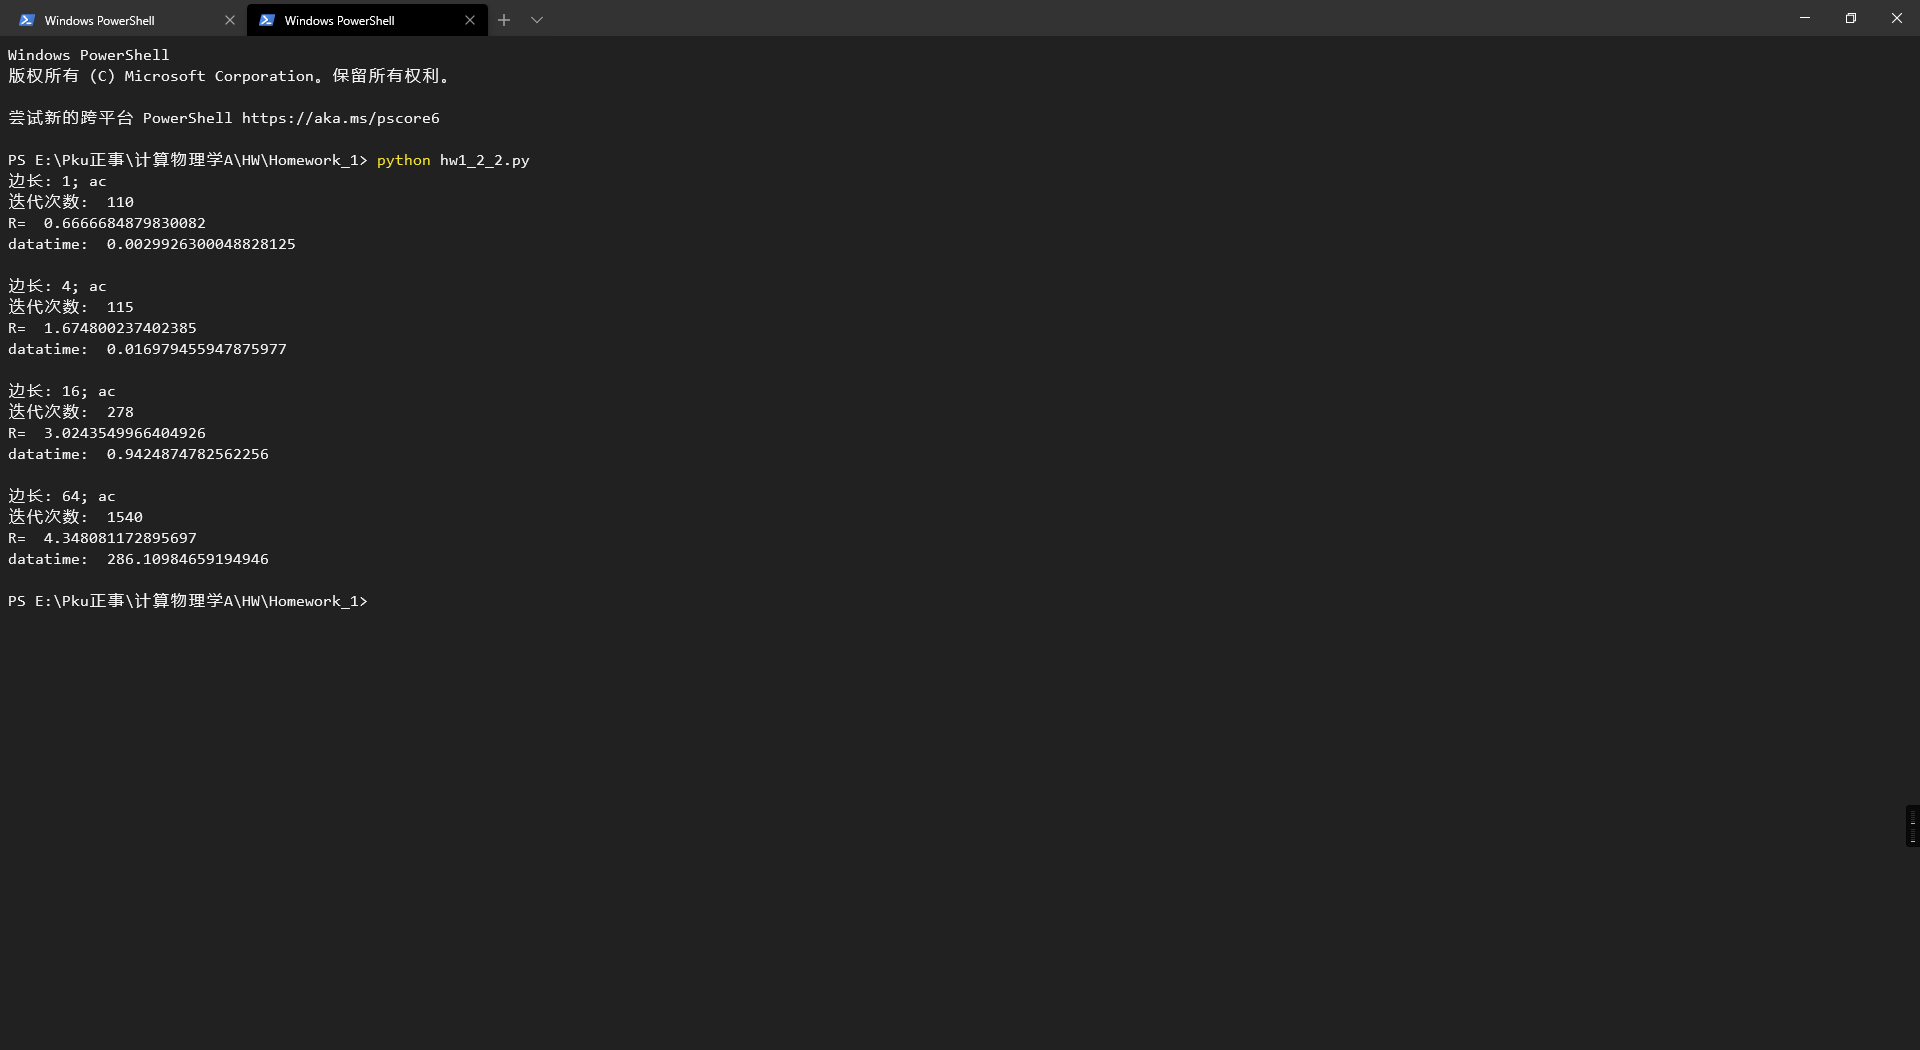 Windows PowerShell
Windows PowerShell
Windows PowerShell
版权所有 (C) Microsoft Corporation。保留所有权利。
尝试新的跨平台 PowerShell https://aka.ms/pscore6
PS E:\Pku正事\计算物理学A\HW\Homework_1> python hw1_2_2.py
边长: 1; ac
迭代次数:  110
R=  0.6666684879830082
datatime:  0.0029926300048828125
边长: 4; ac
迭代次数:  115
R=  1.674800237402385
datatime:  0.016979455947875977
边长: 16; ac
迭代次数:  278
R=  3.0243549966404926
datatime:  0.9424874782562256
边长: 64; ac
迭代次数:  1540
R=  4.348081172895697
datatime:  286.10984659194946
PS E:\Pku正事\计算物理学A\HW\Homework_1>